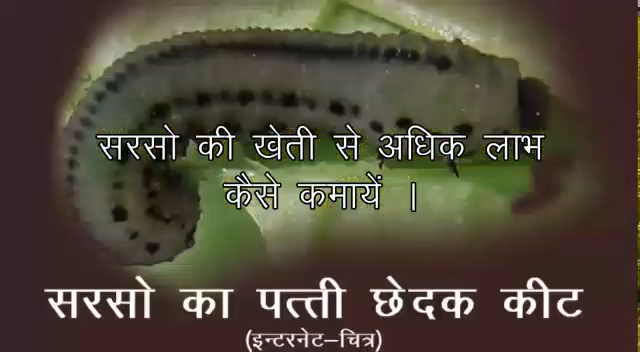 सरसो की खेती से अधिक लाभ
कैसे कमायें ।
सरसो का पत्ती छेदक कीट
(इन्टरनेट–चित्र)